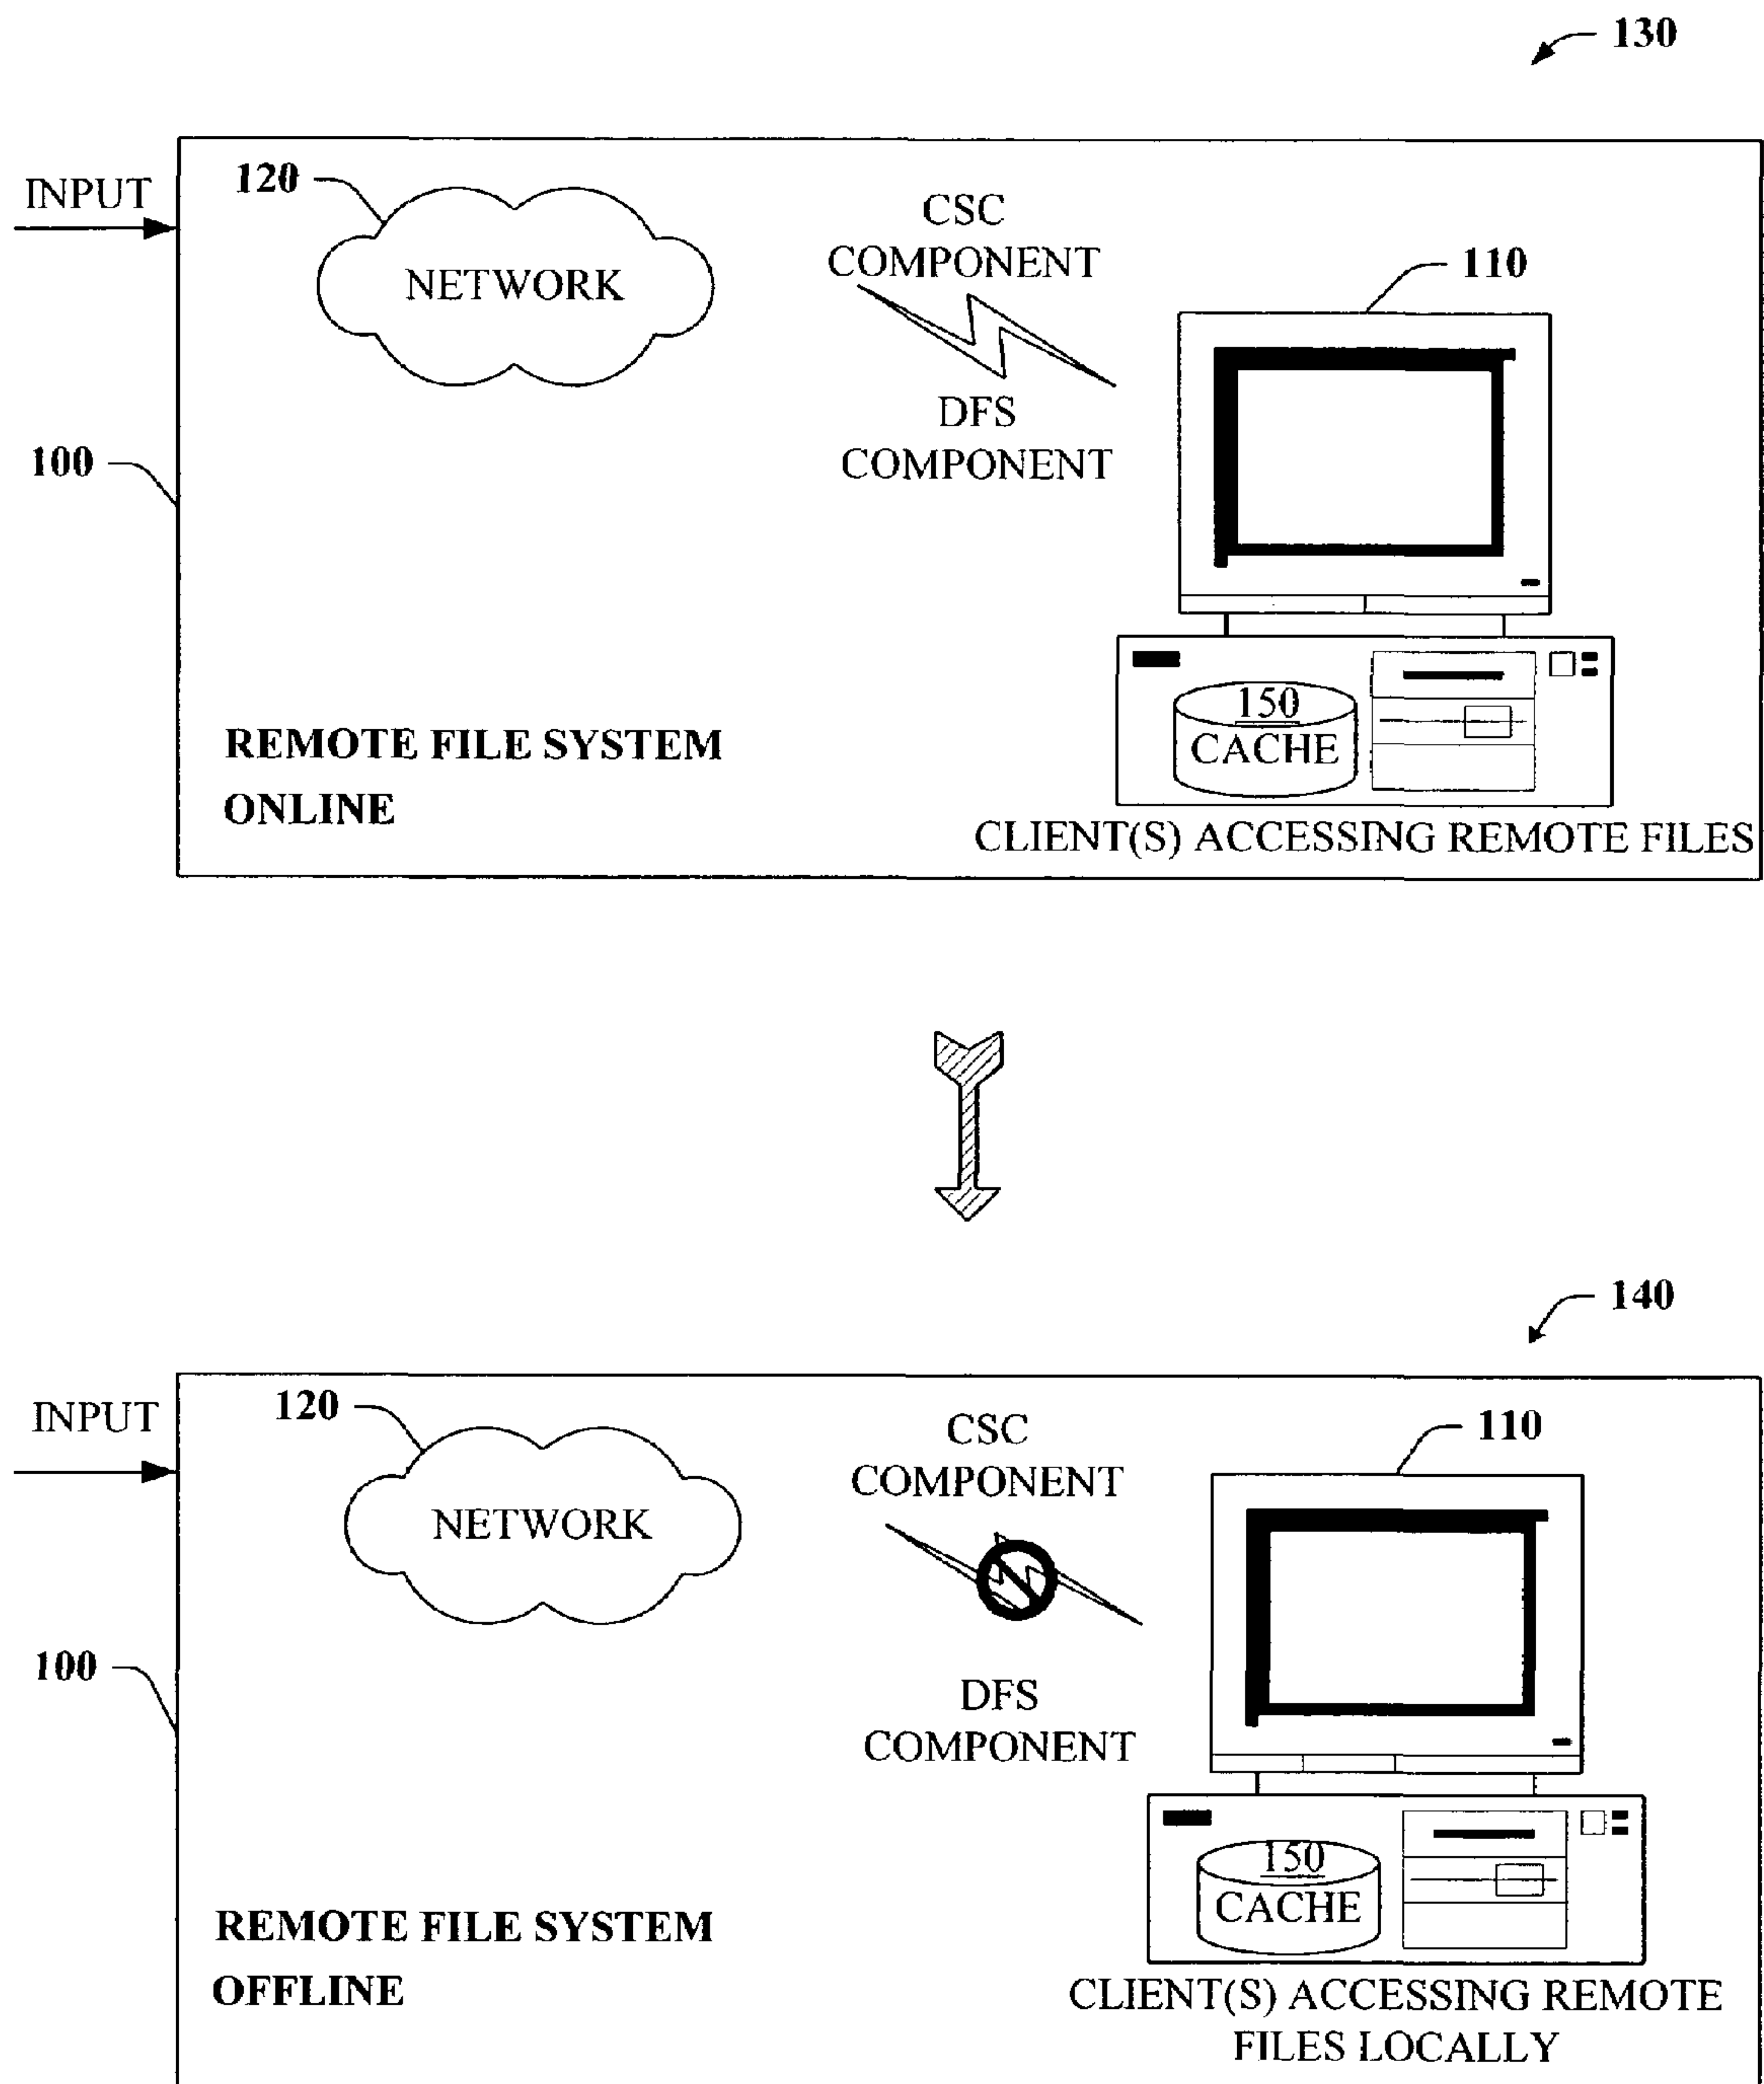 130
INPUT
120
NETWORK
CSC
COMPONENT
DFS
COMPONENT
110
100
150
CACHE
REMOTE FILE SYSTEM
ONLINE
CLIENT(S) ACCESSING REMOTE FILES
140
INPUT
120
NETWORK
CSC
COMPONENT
DFS
COMPONENT
110
100
150
CACHE
REMOTE FILE SYSTEM
OFFLINE
CLIENT(S) ACCESSING REMOTE
FILES LOCALLY